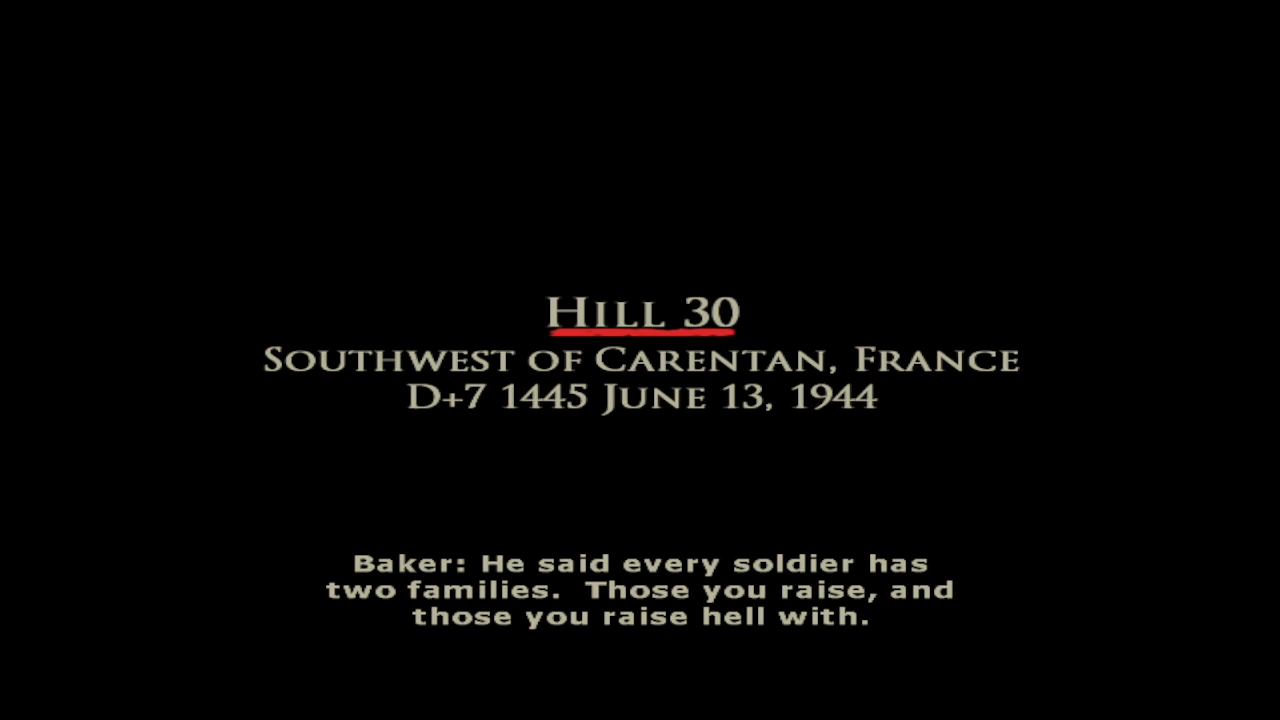 Hill 30
Southwest of Carentan, France
D+7 1445 June 13, 1944
Baker: He said every soldier has
two families.  Those you raise, and
those you raise hell with.